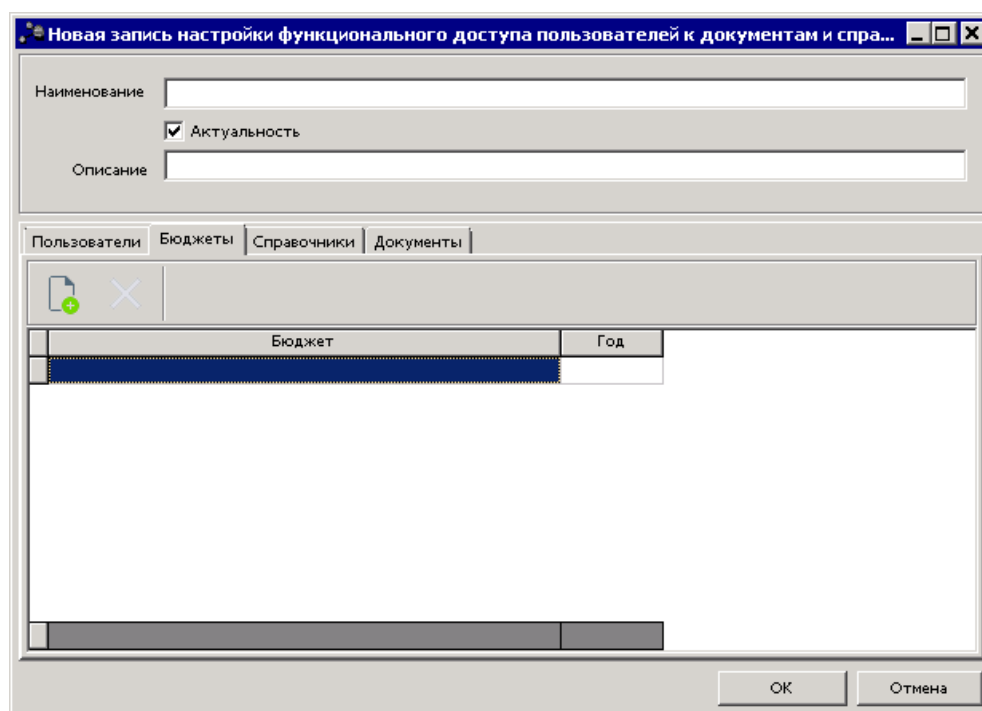 Новая запись настройки функционального доступа пользователей к документам и спра...
Наименование
Актуальность
Описание
Пользователи Бюджеты Справочники Документы
Бюджет Год
OK Отмена